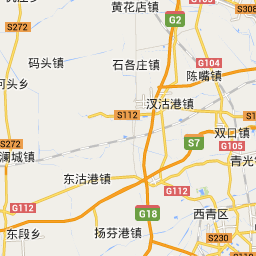 黄花店镇
S308
G2
S272
码头镇
石各庄镇
G104
陈嘴镇
河头乡
汊沽港镇
S112
双口镇
G105
S272
S7
青光
澜城镇
东沽港镇
G112
G112
G18
西青区
东段乡
扬芬港镇
S230